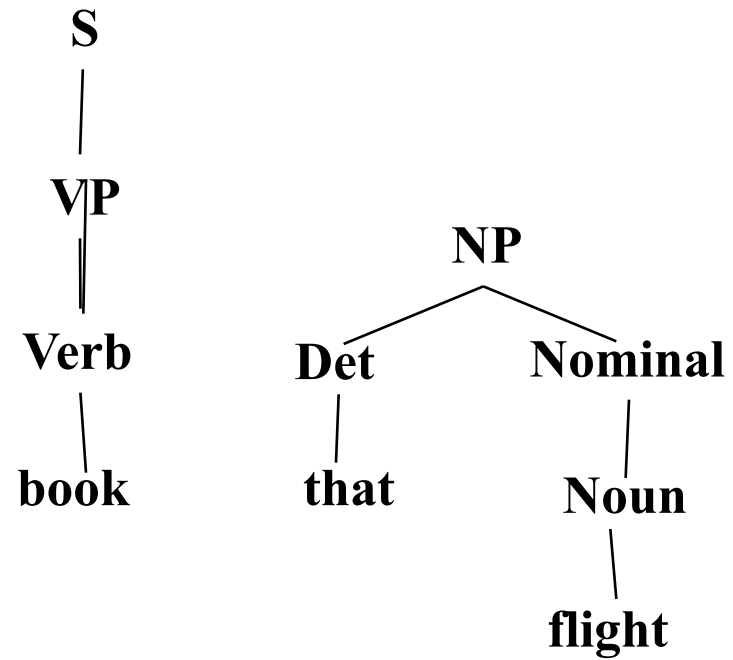 S
VP
NP
Verb
Det
Nominal
book
that
Noun
flight